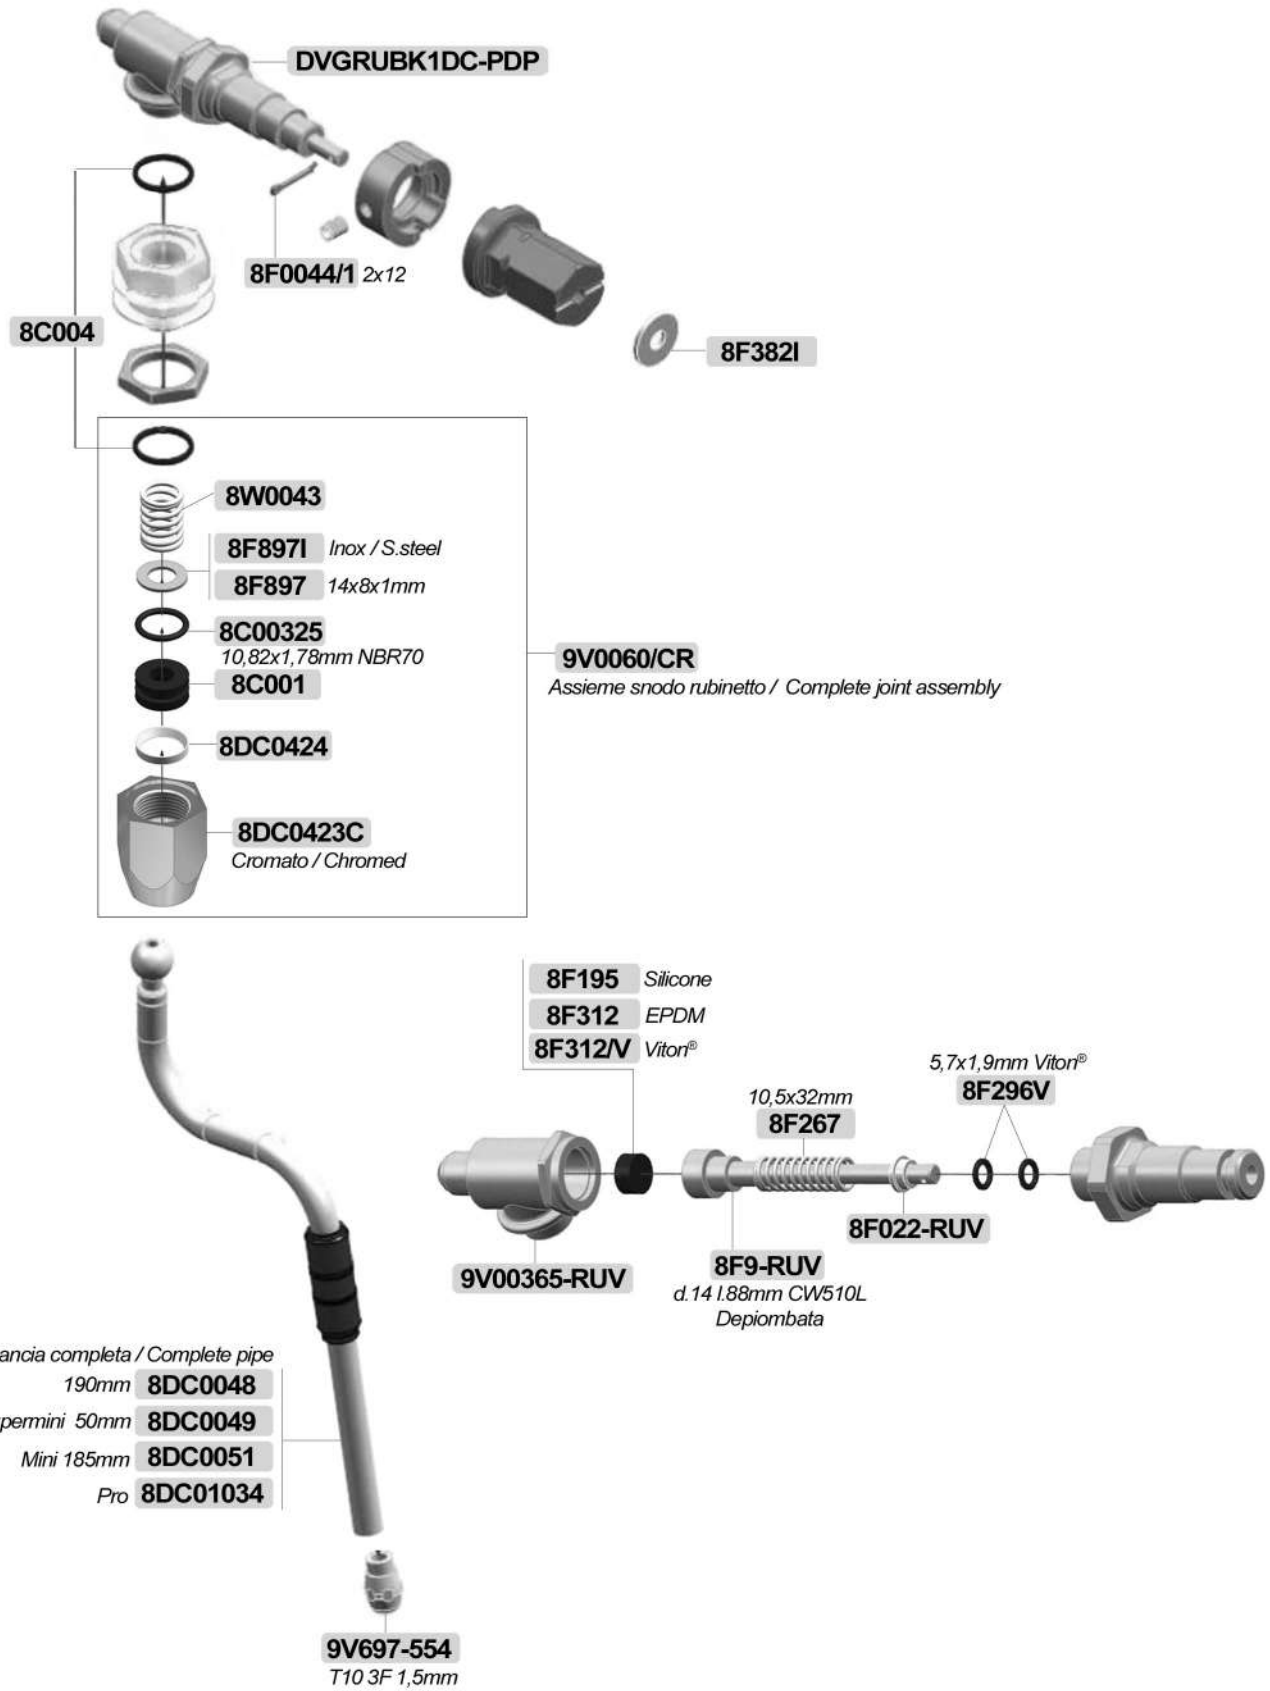 DVGRUBK1DC-PDP
8F0044/1 2x12
8C004
8F382I
8W0043
8F897I Inox / S.steel
8F897 14x8x1mm
8C00325
10,82x1,78mm NBR70
8C001
9V0060/CR
Assieme snodo rubinetto / Complete joint assembly
8DC0424
8DC0423C
Cromato / Chromed
8F195 Silicone
8F312 EPDM
8F312/V Viton®
5,7x1,9mm Viton®
8F296V
10,5x32mm
8F267
8F022-RUV
9V00365-RUV
8F9-RUV
d.14 l.88mm CW510L
Depiombata
ancia completa / Complete pipe
190mm 8DC0048
permini 50mm 8DC0049
Mini 185mm 8DC0051
Pro 8DC01034
9V697-554
T10 3F 1,5mm